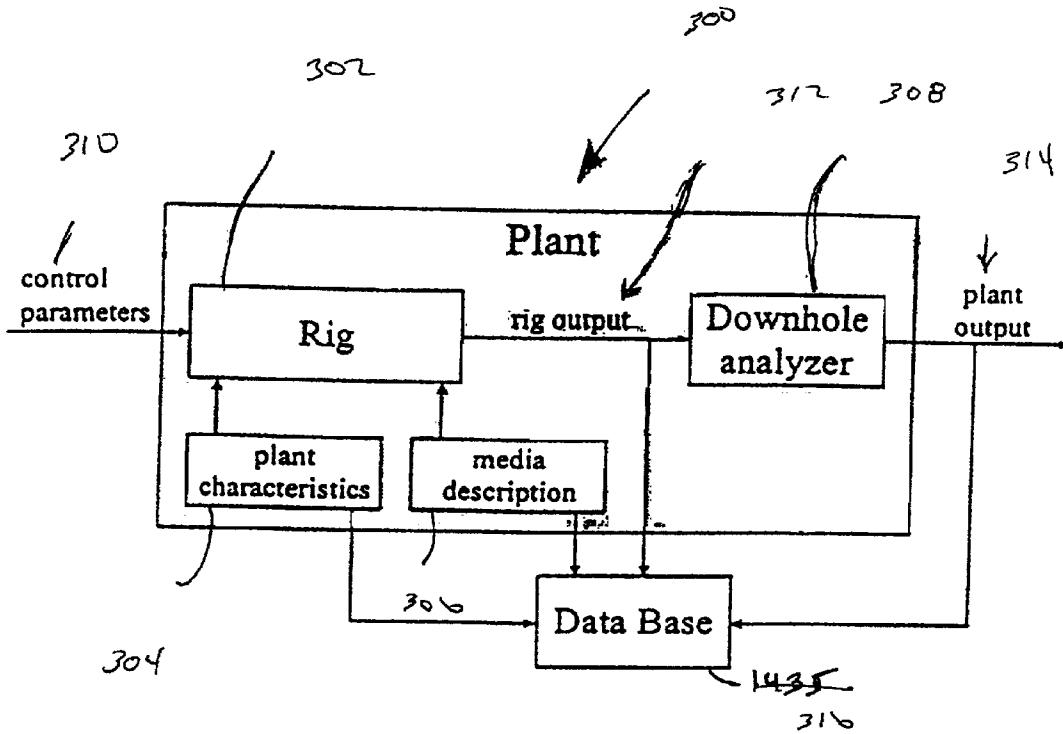 300
302
312 308
310
314
Plant
control
parameters
Rig
rig output
Downhole
analyzer
plant
output
plant
characteristics
media
description
306
Data Base
304
1435
316